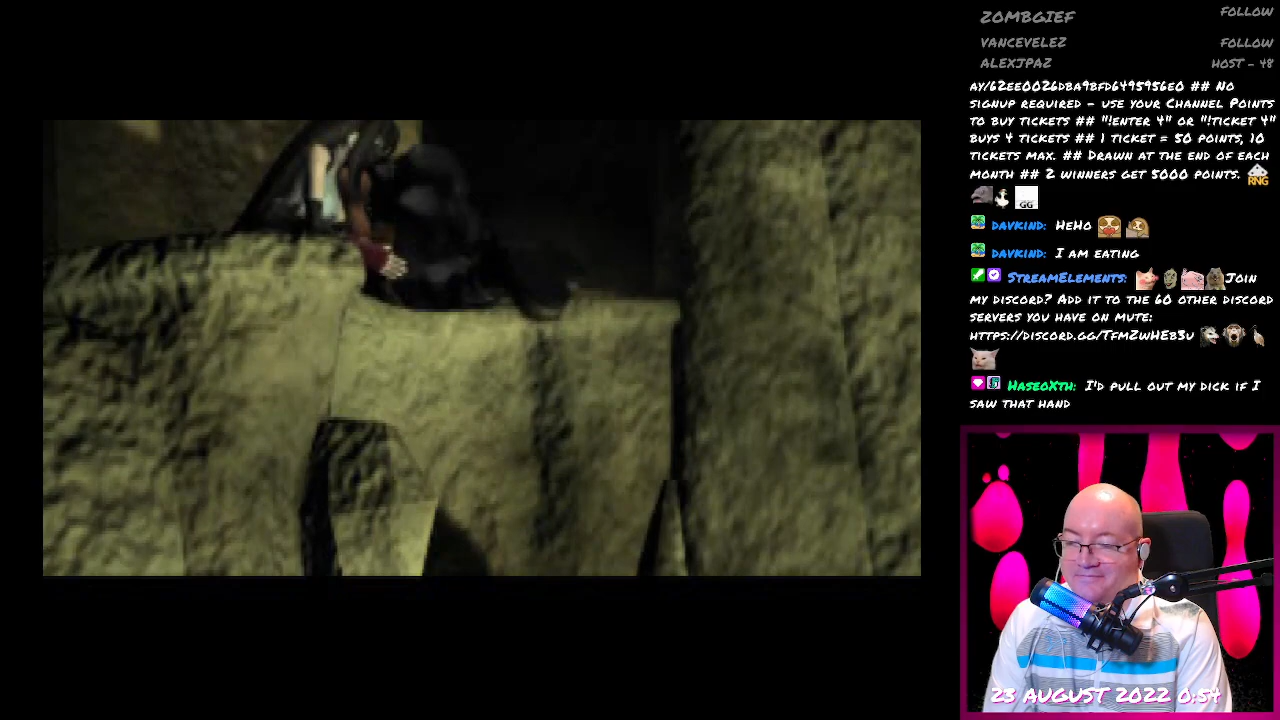 ZOMBGIEF FOLLOW
VANCEVELEZ FOLLOW
ALEXJPAZ HOST - 48
AY/62EE0026DBA9BFD6495956E0 ## NO
SIGNUP REQUIRED - USE YOUR CHANNEL POINTS
TO BUY TICKETS ## "!ENTER 4" OR "!TICKET 4"
BUYS 4 TICKETS ## 1 TICKET = 50 POINTS, 10
TICKETS MAX. ## DRAWN AT THE END OF EACH
MONTH ## 2 WINNERS GET 5000 POINTS. RNG
GG
DAVKIND: HEHO
DAVKIND: I AM EATING
STREAMELEMENTS: JOIN
MY DISCORD? ADD IT TO THE 60 OTHER DISCORD
SERVERS YOU HAVE ON MUTE:
HTTPS://DISCORD.GG/TFMZWHEB3U
HASEOXTH: I'D PULL OUT MY DICK IF I
SAW THAT HAND
23 AUGUST 2022 0:54